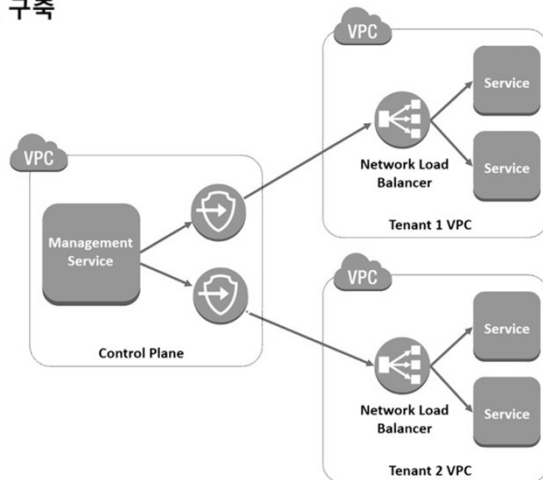 구축
VPC
Management
Service
Control Plane
VPC
Network Load
Balancer
Service
Service
Tenant 1 VPC
VPC
Network Load
Balancer
Service
Service
Tenant 2 VPC